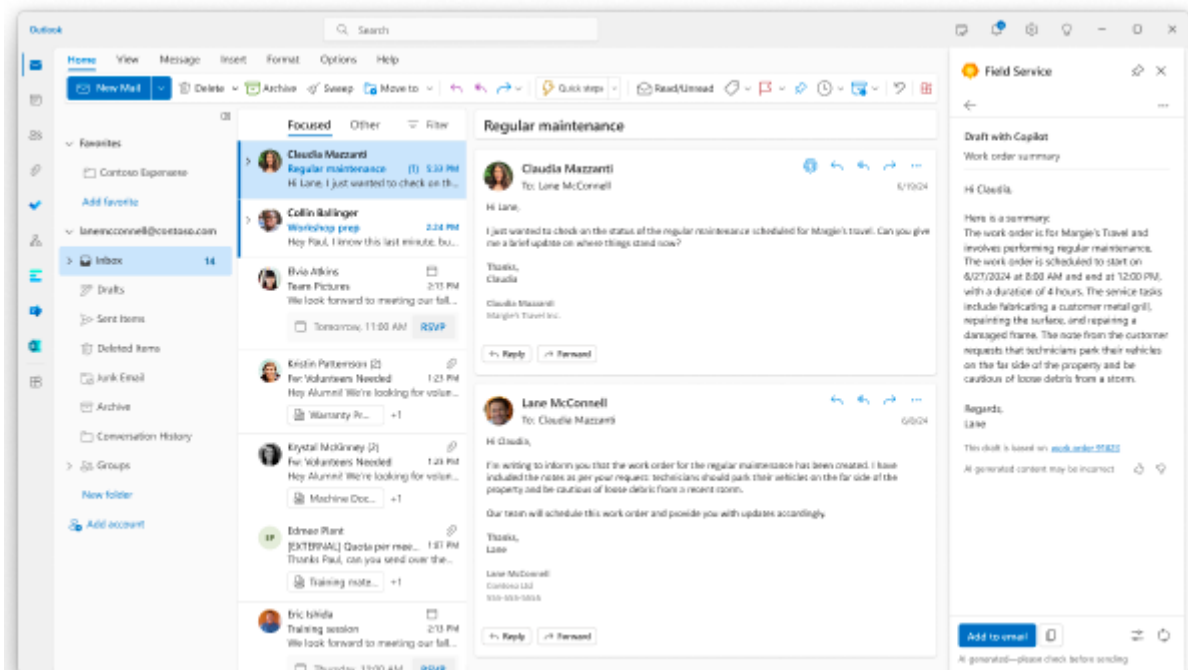 Outlook
Search
Home View Message Insert Format Options Help
New Mail Delete Archive Sweep Move to Quick steps Read/Unread
Favorites
Contoso Expenses
Add favorite
lanemcconnell@contoso.com
Inbox 14
Drafts
Sent Items
Deleted Items
Junk Email
Archive
Conversation History
Groups
New folder
Add account
Focused Other Filter
Claudia Mazzanti
Regular maintenance (1) 5:33 PM
Hi Lane, I just wanted to check on th...
Collin Ballinger
Workshop prep 2:24 PM
Hey Paul, I know this last minute, bu...
Elvia Atkins
Team Pictures 2:13 PM
We look forward to meeting our fall...
Tomorrow, 11:00 AM RSVP
Kristin Patterson (2)
Fw: Volunteers Needed 1:23 PM
Hey Alumni! We're looking for volun...
Warranty Pr... +1
Krystal McKinney (2)
Fw: Volunteers Needed 1:23 PM
Hey Alumni! We're looking for volun...
Machine Doc... +1
EP
Edmee Plant
[EXTERNAL] Quota per mee... 1:07 PM
Thanks Paul, can you send over the...
Training mate... +1
Eric Ishida
Training session 2:13 PM
We look forward to meeting our fall...
Thursday, 11:00 AM RSVP
Regular maintenance
Claudia Mazzanti
To: Lane McConnell
6/19/24
Hi Lane,
I just wanted to check on the status of the regular maintenance scheduled for Margie's travel. Can you give
me a brief update on where things stand now?
Thanks,
Claudia
Claudia Mazzanti
Margie's Travel Inc.
Reply Forward
Lane McConnell
To: Claudia Mazzanti
6/8/24
Hi Claudia,
I'm writing to inform you that the work order for the regular maintenance has been created. I have
included the notes as per your request: technicians should park their vehicles on the far side of the
property and be cautious of loose debris from a recent storm.
Our team will schedule this work order and provide you with updates accordingly.
Thanks,
Lane
Lane McConnell
Contoso Ltd
555-555-5555
Reply Forward
Field Service
Draft with Copilot
Work order summary
Hi Claudia,
Here is a summary:
The work order is for Margie's Travel and
involves performing regular maintenance.
The work order is scheduled to start on
6/27/2024 at 8:00 AM and end at 12:00 PM,
with a duration of 4 hours. The service tasks
include fabricating a customer metal grill,
repainting the surface, and repairing a
damaged frame. The note from the customer
requests that technicians park their vehicles
on the far side of the property and be
cautious of loose debris from a storm.
Regards,
Lane
This draft is based on work order
AI generated content may be incorrect
Add to email
AI generated—please check before sending